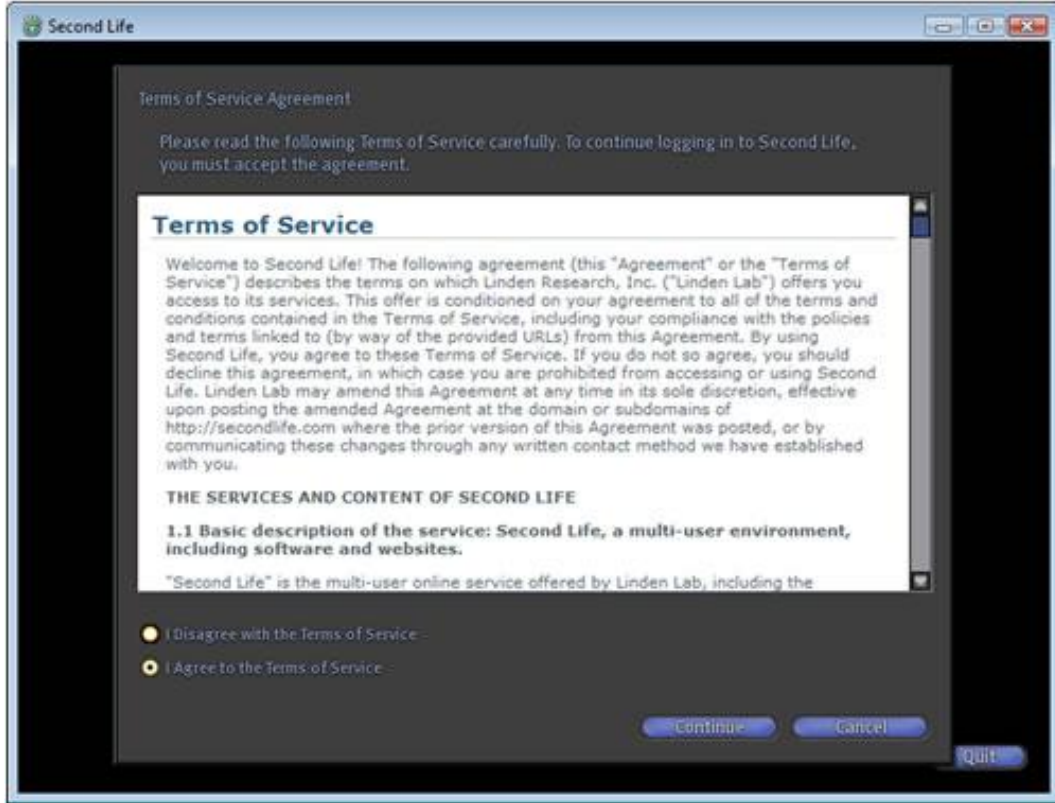 Second Life
Terms of Service Agreement
Please read the following Terms of Service carefully. To continue logging in to Second Life,
you must accept the agreement.
Terms of Service
Welcome to Second Life! The following agreement (this "Agreement" or the "Terms of
Service") describes the terms on which Linden Research, Inc. ("Linden Lab") offers you
access to its services. This offer is conditioned on your agreement to all of the terms and
conditions contained in the Terms of Service, including your compliance with the policies
and terms linked to (by way of the provided URLs) from this Agreement. By using
Second Life, you agree to these Terms of Service. If you do not so agree, you should
decline this agreement, in which case you are prohibited from accessing or using Second
Life. Linden Lab may amend this Agreement at any time in its sole discretion, effective
upon posting the amended Agreement at the domain or subdomains of
http://secondlife.com where the prior version of this Agreement was posted, or by
communicating these changes through any written contact method we have established
with you.
THE SERVICES AND CONTENT OF SECOND LIFE
1.1 Basic description of the service: Second Life, a multi-user environment,
including software and websites.
"Second Life" is the multi-user online service offered by Linden Lab, including the
I Disagree with the Terms of Service
I Agree to the Terms of Service
Continue Cancel
Quit